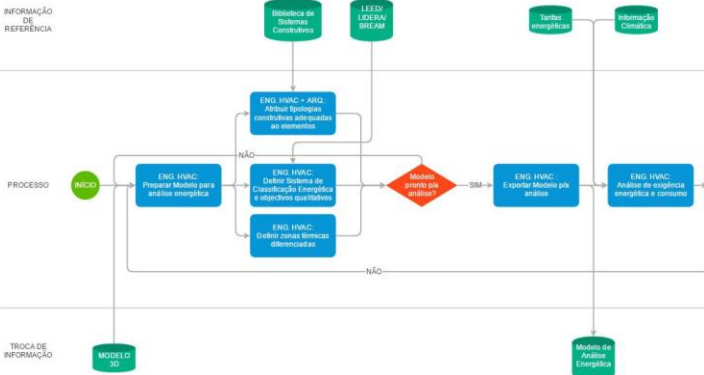 INFORMAÇÃO
DE
REFERÊNCIA
Biblioteca de
Sistemas
Construtivos
LEED/
LIDERA/
BREAM
Tarifas
energéticas
Informação
Climática
PROCESSO
INÍCIO
ENG. HVAC:
Preparar Modelo para
análise energética
ENG. HVAC + ARQ.:
Atribuir tipologias
construtivas adequadas
ao elementos
NÃO
ENG. HVAC:
Definir Sistema de
Classificação Energética
e objectivos qualitativos
ENG. HVAC:
Definir zonas térmicas
diferenciadas
Modelo
pronto p/a
análise?
SIM
ENG. HVAC :
Exportar Modelo p/a
análise
ENG. HVAC:
Análise de exigência
energética e consumo
NÃO
TROCA DE
INFORMAÇÃO
MODELO
3D
Modelo de
Análise
Energética